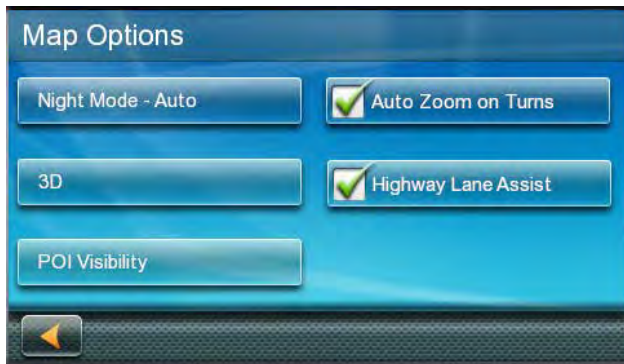 Map Options
Night Mode - Auto
Auto Zoom on Turns
3D
Highway Lane Assist
POI Visibility